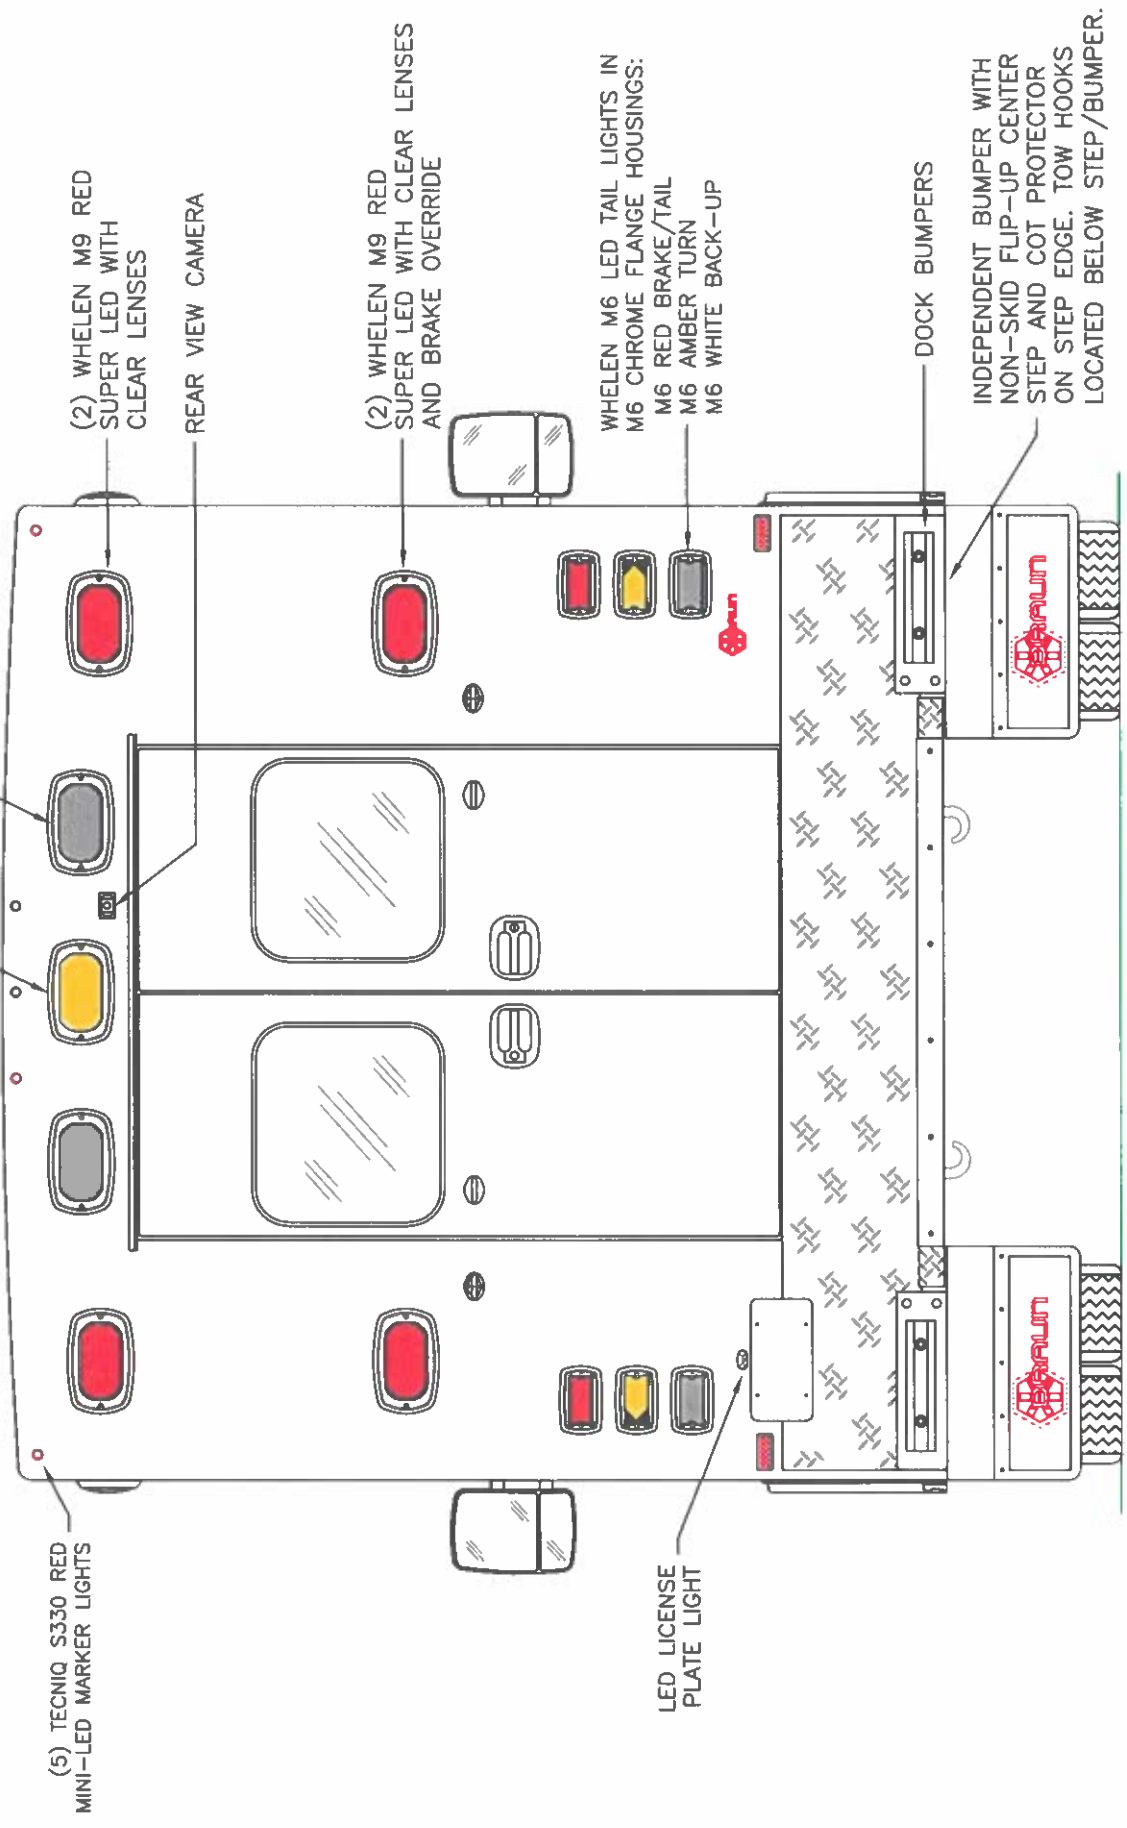 (5) TECNIQ S330 RED
MINI-LED MARKER LIGHTS
(2) WHELEN M9 RED
SUPER LED WITH
CLEAR LENSES
REAR VIEW CAMERA
(2) WHELEN M9 RED
SUPER LED WITH CLEAR LENSES
AND BRAKE OVERRIDE
WHELEN M6 LED TAIL LIGHTS IN
M6 CHROME FLANGE HOUSINGS:
M6 RED BRAKE/TAIL
M6 AMBER TURN
M6 WHITE BACK-UP
LED LICENSE
PLATE LIGHT
DOCK BUMPERS
INDEPENDENT BUMPER WITH
NON-SKID FLIP-UP CENTER
STEP AND COT PROTECTOR
ON STEP EDGE. TOW HOOKS
LOCATED BELOW STEP/BUMPER.
BRAUN
BRAUN
BRAUN